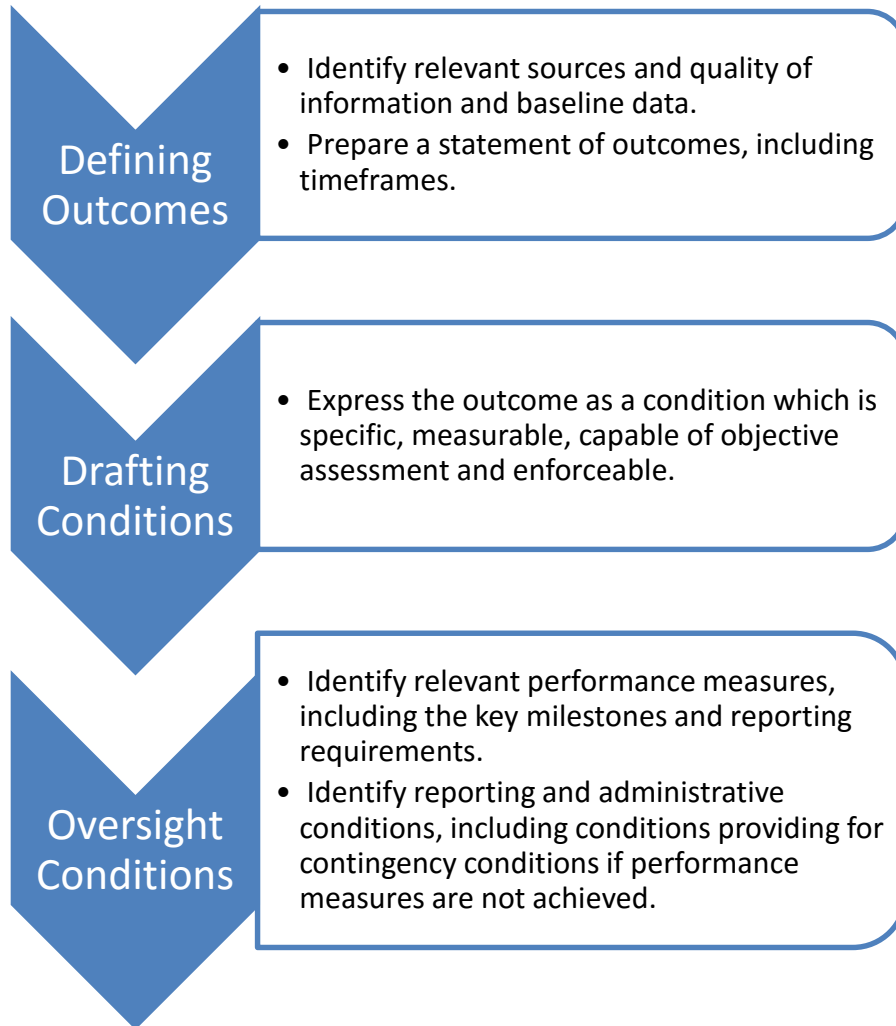 Defining
Outcomes
• Identify relevant sources and quality of
information and baseline data.
• Prepare a statement of outcomes, including
timeframes.
Drafting
Conditions
• Express the outcome as a condition which is
specific, measurable, capable of objective
assessment and enforceable.
Oversight
Conditions
• Identify relevant performance measures,
including the key milestones and reporting
requirements.
• Identify reporting and administrative
conditions, including conditions providing for
contingency conditions if performance
measures are not achieved.